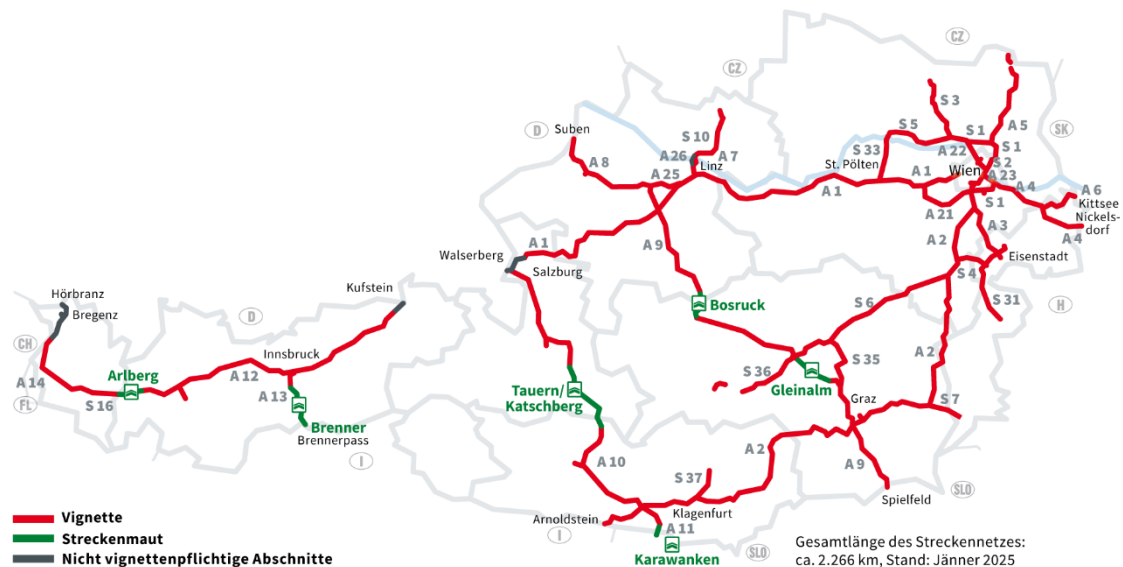 CZ
CZ
S 3
A 5
D
Suben
S 10
S 5
S 1
SK
A 26
A 7
S 33
A 22
S 1
A 8
Linz
St. Pölten
S 2
A 25
A 1
Wien
A 23
A 1
A 4
A 6
Kittsee
Nickels-
dorf
A 21
S 1
A 3
A 4
Walserberg
A 1
A 9
A 2
Salzburg
Eisenstadt
S 4
Hörbranz
Kufstein
Bregenz
D
Bosruck
S 6
S 31
H
CH
Innsbruck
S 35
A 2
Arlberg
A 14
A 12
S 36
Gleinalm
FL
S 16
A 13
Tauern/
Katschberg
Graz
S 7
Brenner
Brennerpass
I
A 2
A 10
A 9
S 37
SLO
Spielfeld
Vignette
Arnoldstein
Klagenfurt
I
A 11
Streckenmaut
SLO
Karawanken
Nicht vignettenpflichtige Abschnitte
Gesamtlänge des Streckennetzes:
ca. 2.266 km, Stand: Jänner 2025